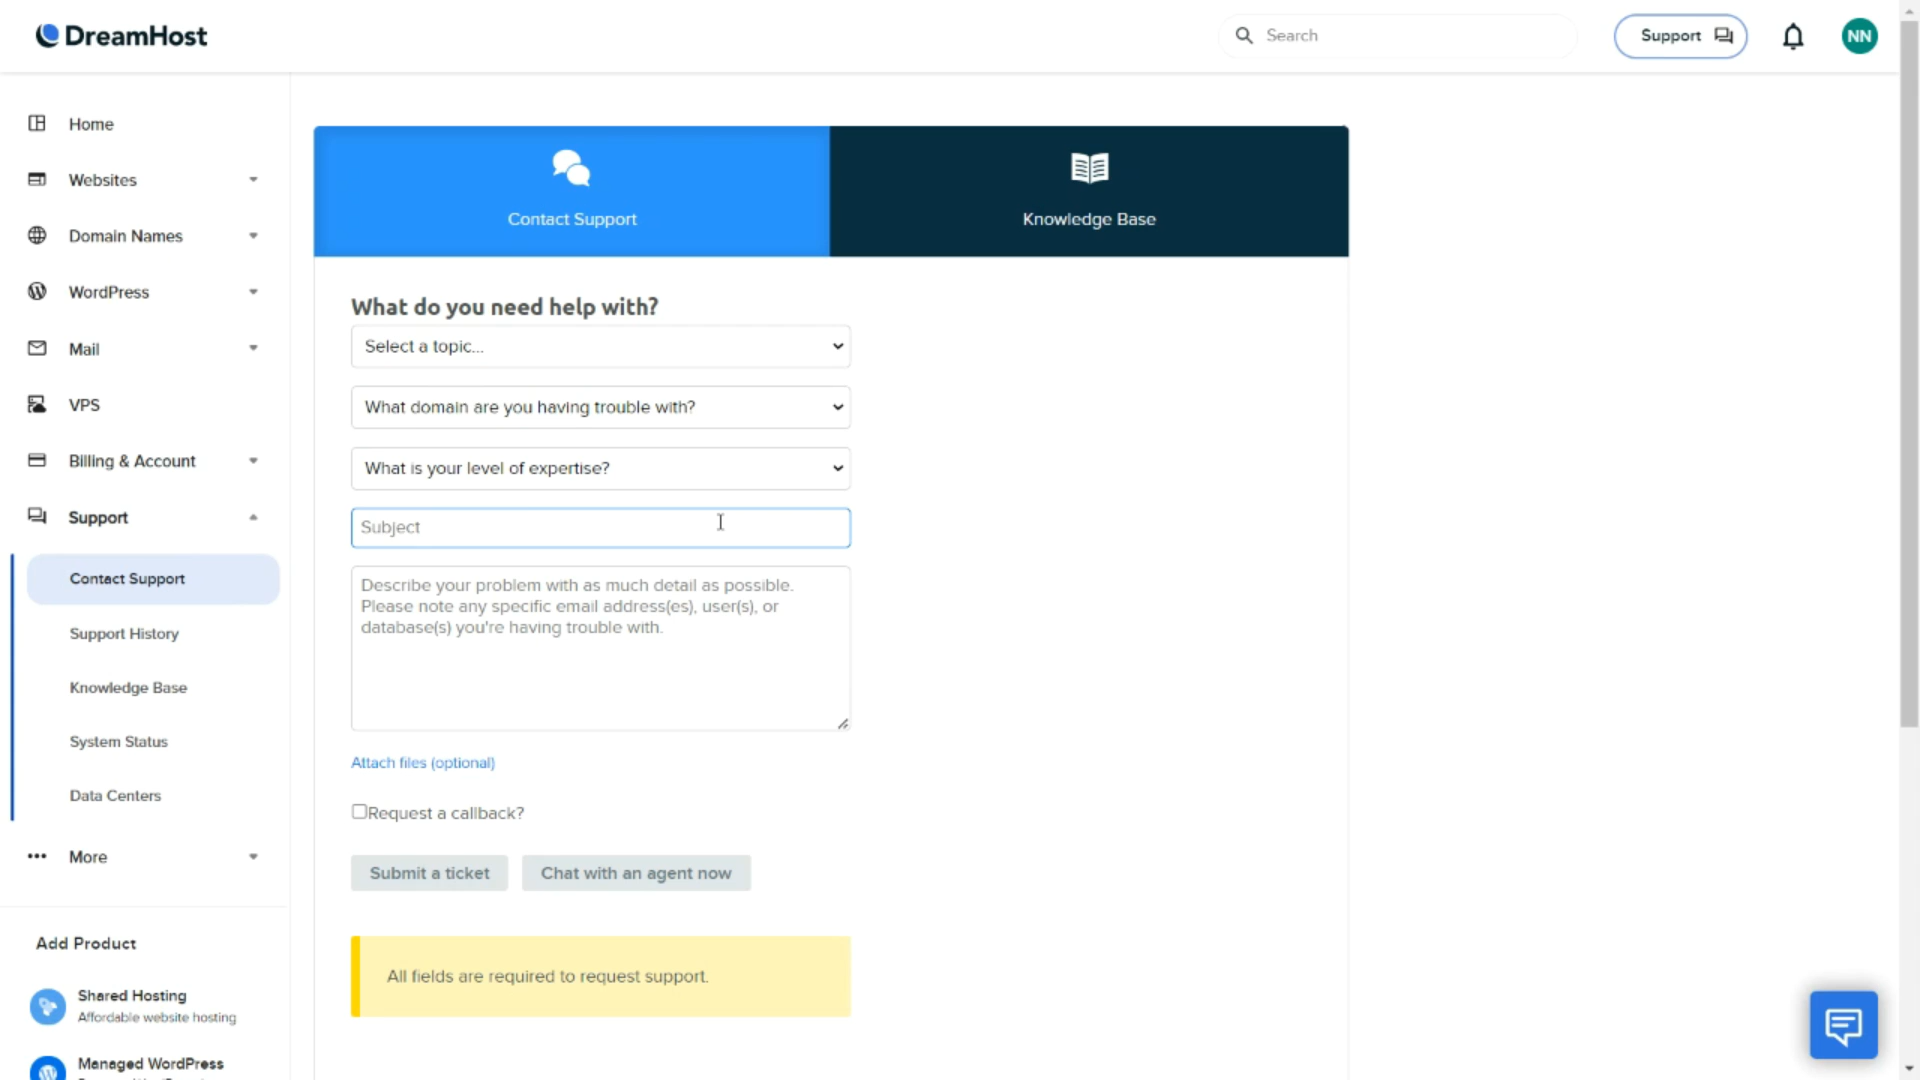 DreamHost
Search
Support
NN
Home
Websites
Domain Names
WordPress
Mail
VPS
Billing & Account
Support
Contact Support
Support History
Knowledge Base
System Status
Data Centers
More
Add Product
Shared Hosting
Affordable website hosting
Managed WordPress
Contact Support
Knowledge Base
What do you need help with?
Select a topic...
What domain are you having trouble with?
What is your level of expertise?
Subject
Describe your problem with as much detail as possible.
Please note any specific email address(es), user(s), or
database(s) you're having trouble with.
Attach files (optional)
Request a callback?
Submit a ticket
Chat with an agent now
All fields are required to request support.